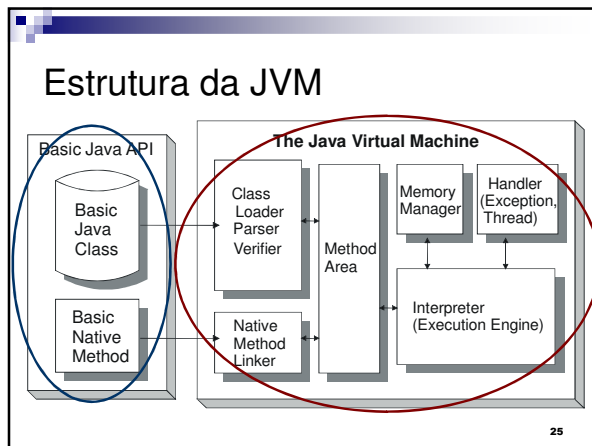 Estrutura da JVM
Basic Java API
Basic
Java
Class
Basic
Native
Method
The Java Virtual Machine
Class
Loader
Parser
Verifier
Native
Method
Linker
Method
Area
Memory
Manager
Handler
(Exception,
Thread)
Interpreter
(Execution Engine)
25